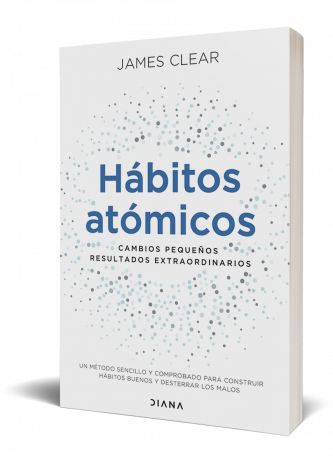 JAMES CLEAR
Hábitos
atómicos
CAMBIOS PEQUEÑOS
RESULTADOS EXTRAORDINARIOS
UN MÉTODO SENCILLO Y COMPROBADO PARA CONSTRUIR
HÁBITOS BUENOS Y DESTERRAR LOS MALOS
DIANA